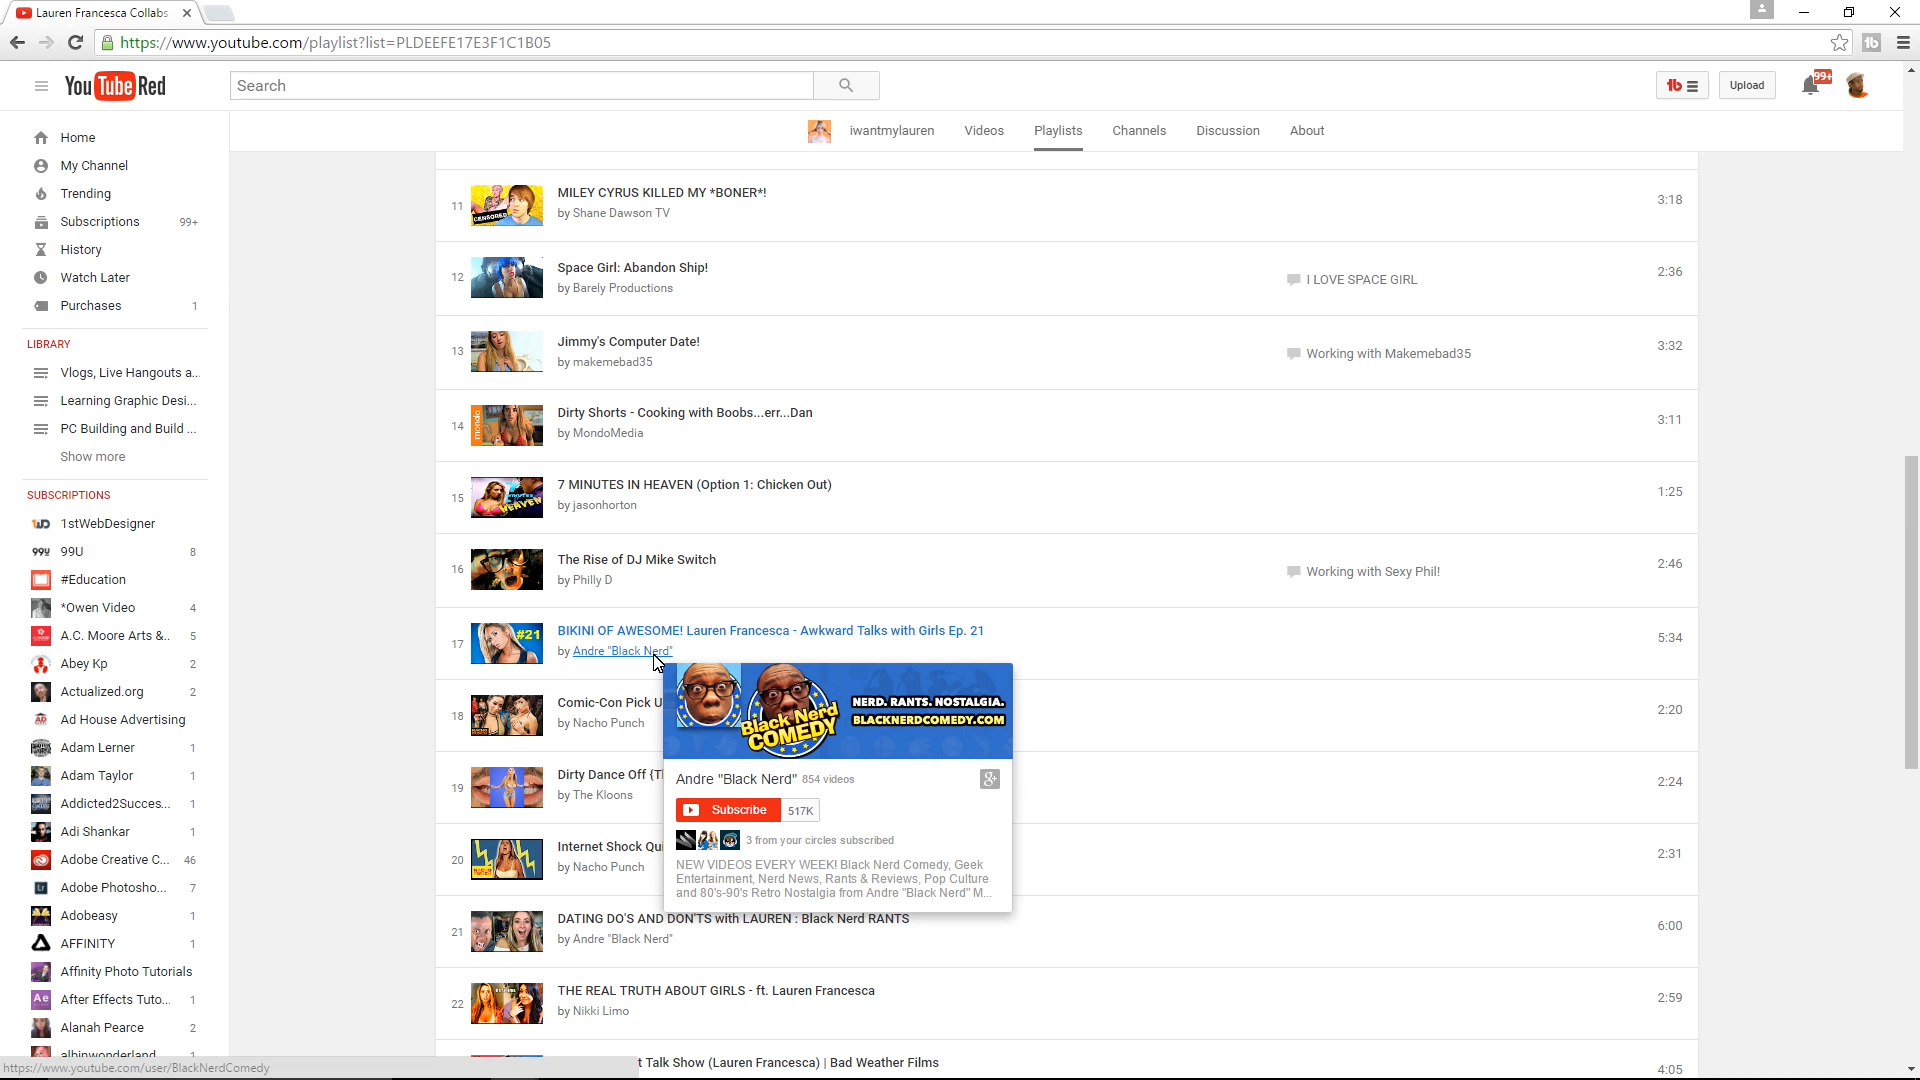 Lauren Francesca Collabs
https://www.youtube.com/playlist?list=PLDEEFE17E3F1C1B05
YouTube Red
Search
Upload
99+
iwantmylauren
Videos
Playlists
Channels
Discussion
About
Home
My Channel
Trending
Subscriptions 99+
History
Watch Later
Purchases 1
LIBRARY
Vlogs, Live Hangouts a...
Learning Graphic Desi...
PC Building and Build ...
Show more
SUBSCRIPTIONS
1stWebDesigner
99U 8
#Education
*Owen Video 4
A.C. Moore Arts &.. 5
Abey Kp 2
Actualized.org 2
Ad House Advertising
Adam Lerner 1
Adam Taylor 1
Addicted2Succes... 1
Adi Shankar 1
Adobe Creative C... 46
Adobe Photosho... 7
Adobeasy 1
AFFINITY 1
Affinity Photo Tutorials
After Effects Tuto... 1
Alanah Pearce 2
albinwonderland 1
https://www.youtube.com/user/BlackNerdComedy
11 MILEY CYRUS KILLED MY *BONER*! 3:18
by Shane Dawson TV
12 Space Girl: Abandon Ship! 2:36
by Barely Productions
I LOVE SPACE GIRL
13 Jimmy's Computer Date! 3:32
by makemebad35
Working with Makemebad35
14 Dirty Shorts - Cooking with Boobs...err...Dan 3:11
by MondoMedia
15 7 MINUTES IN HEAVEN (Option 1: Chicken Out) 1:25
by jasonhorton
16 The Rise of DJ Mike Switch 2:46
by Philly D
Working with Sexy Phil!
17 #21 BIKINI OF AWESOME! Lauren Francesca - Awkward Talks with Girls Ep. 21 5:34
by Andre "Black Nerd"
18 Comic-Con Pick U 2:20
by Nacho Punch
19 Dirty Dance Off {T 2:24
by The Kloons
20 Internet Shock Qui 2:31
by Nacho Punch
Black Nerd
COMEDY
NERD. RANTS. NOSTALGIA.
BLACKNERDCOMEDY.COM
Andre "Black Nerd" 854 videos
Subscribe 517K
3 from your circles subscribed
NEW VIDEOS EVERY WEEK! Black Nerd Comedy, Geek
Entertainment, Nerd News, Rants & Reviews, Pop Culture
and 80's-90's Retro Nostalgia from Andre "Black Nerd" M...
21 DATING DO'S AND DON'TS with LAUREN : Black Nerd RANTS 6:00
by Andre "Black Nerd"
22 THE REAL TRUTH ABOUT GIRLS - ft. Lauren Francesca 2:59
by Nikki Limo
t Talk Show (Lauren Francesca) | Bad Weather Films 4:05